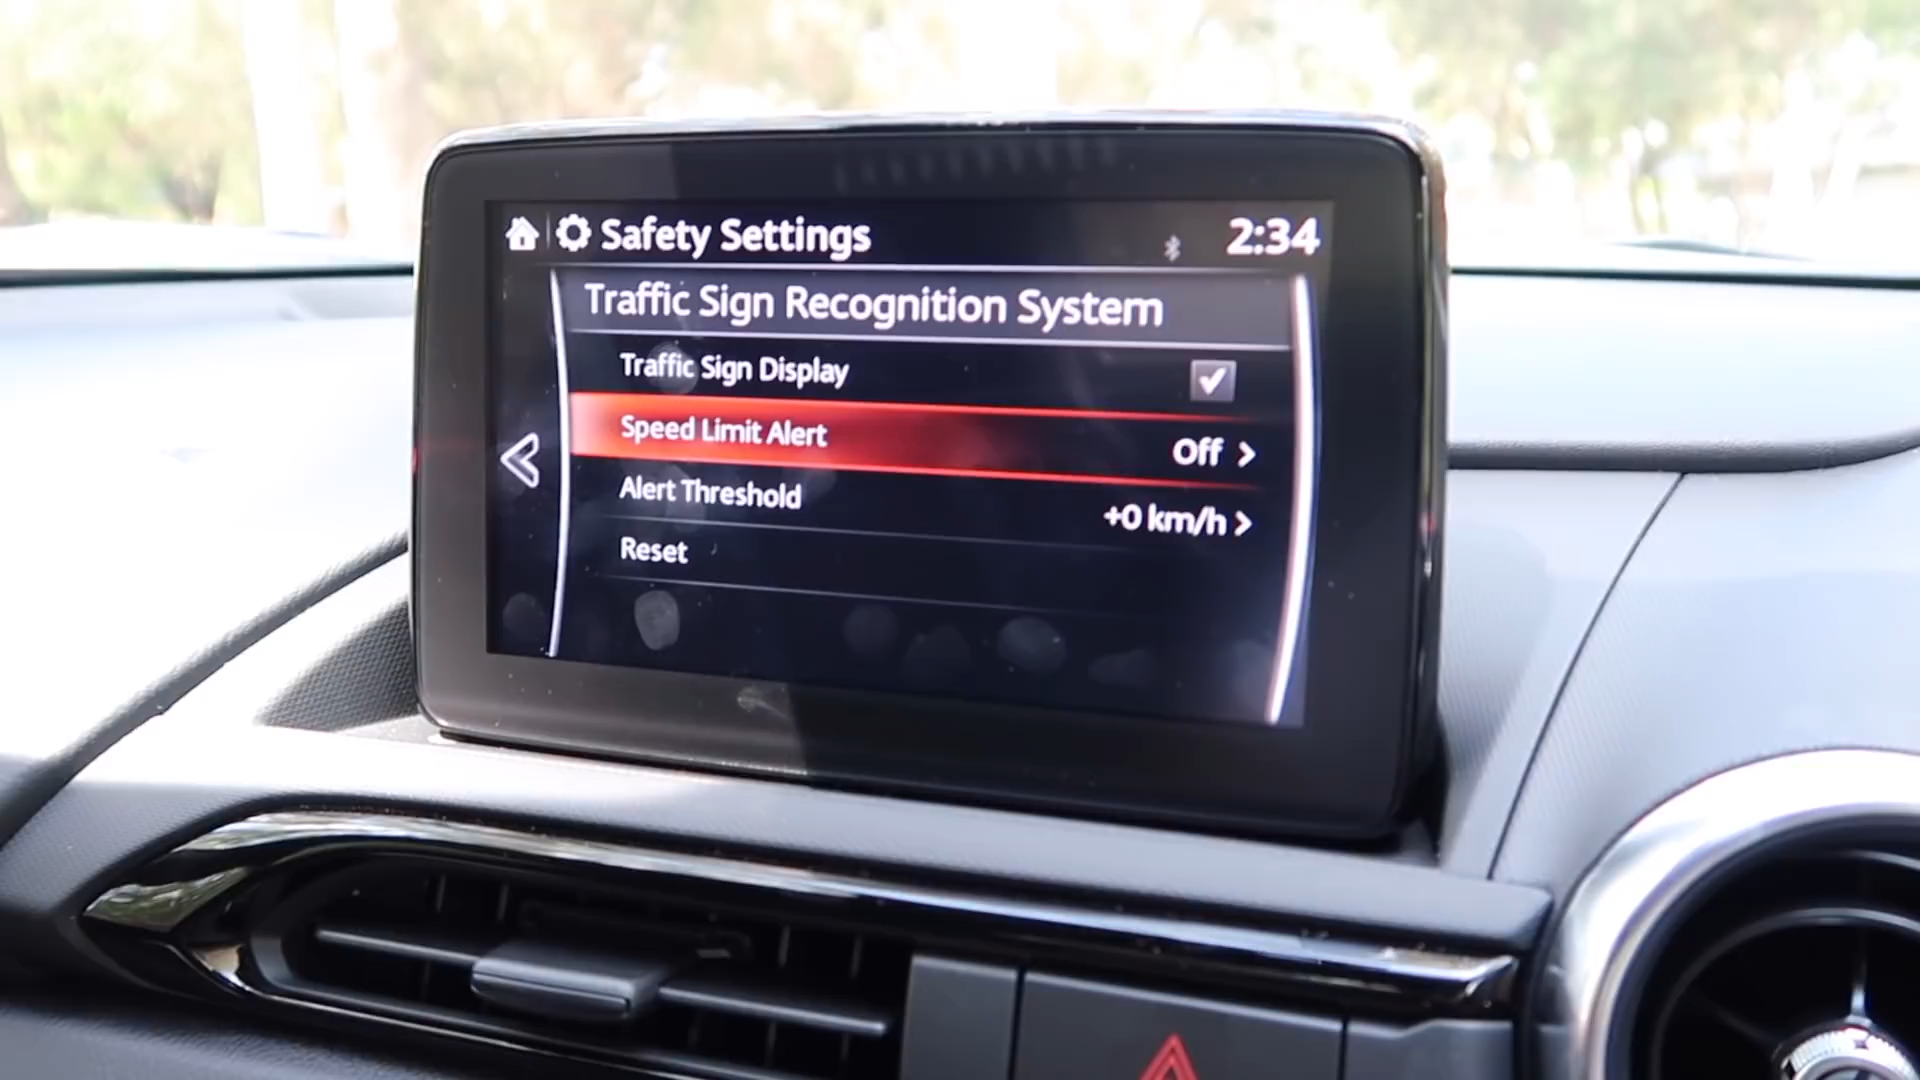 Safety Settings
2:34
Traffic Sign Recognition System
Traffic Sign Display
Speed Limit Alert
Off
Alert Threshold
+0 km/h
Reset